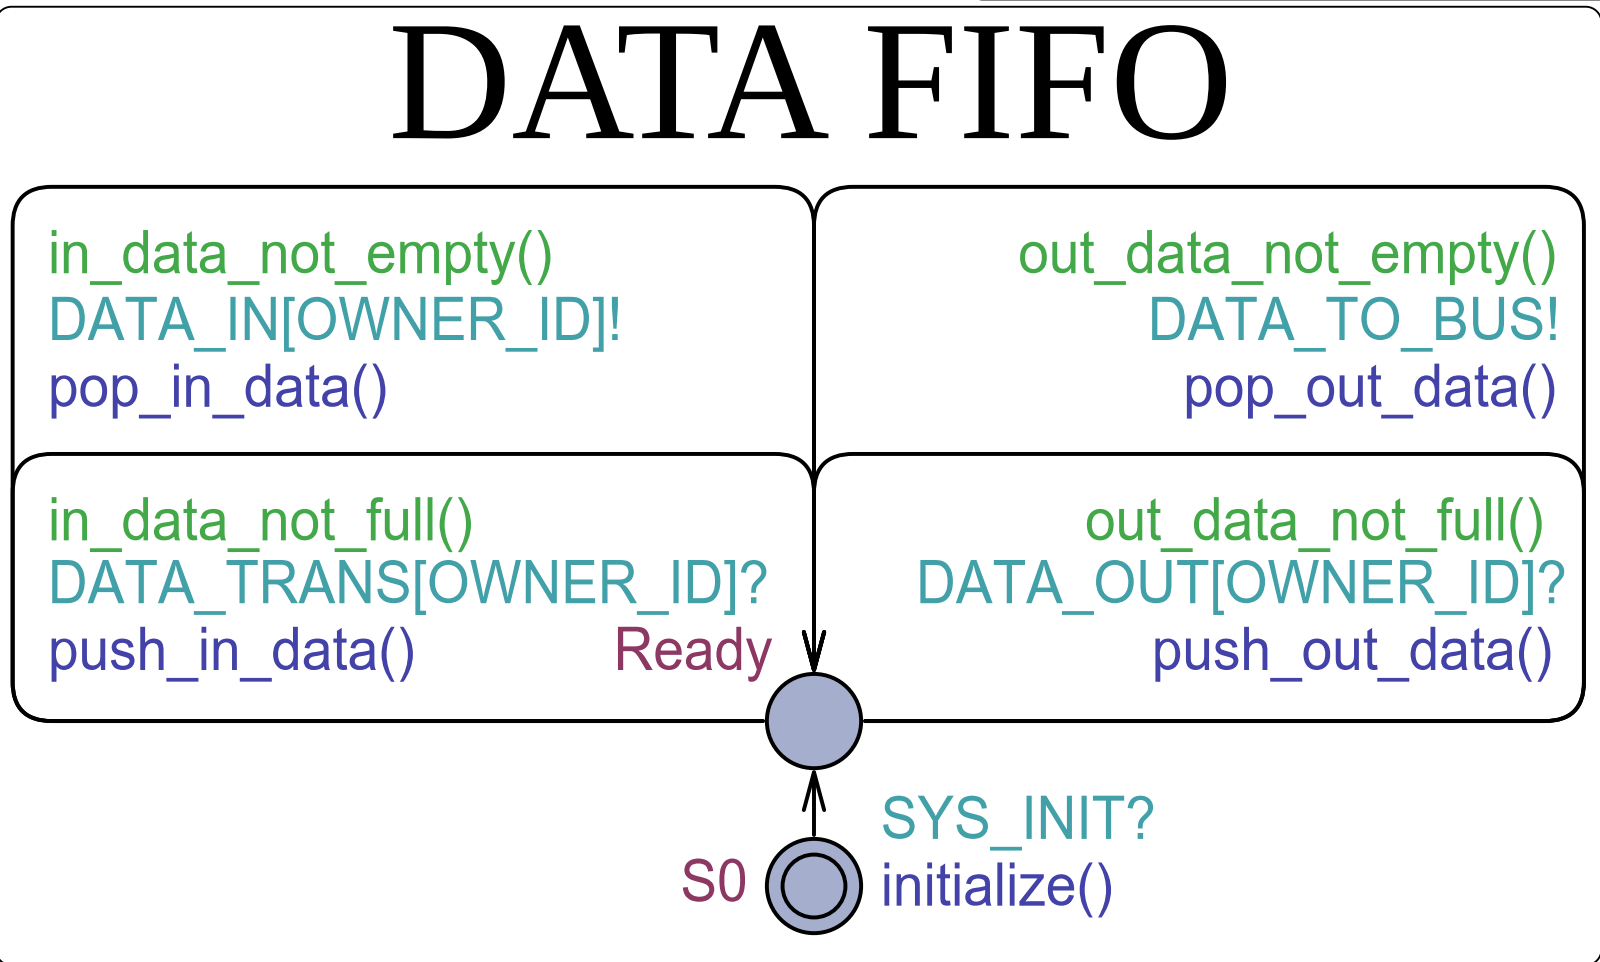 DATA FIFO
in_data_not_empty()
DATA_IN[OWNER_ID]!
pop_in_data()
out_data_not_empty()
DATA_TO_BUS!
pop_out_data()
in_data_not_full()
DATA_TRANS[OWNER_ID]?
push_in_data()
Ready
out_data_not_full()
DATA_OUT[OWNER_ID]?
push_out_data()
SYS_INIT?
S0
initialize()